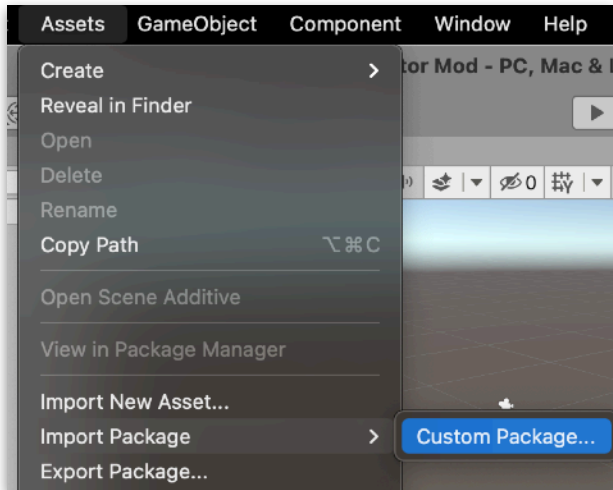 Assets GameObject Component Window Help
Create
tor Mod - PC, Mac &
Reveal in Finder
Open
Delete
0
Rename
Copy Path ⌥⌘C
Open Scene Additive
View in Package Manager
Import New Asset...
Import Package Custom Package...
Export Package...